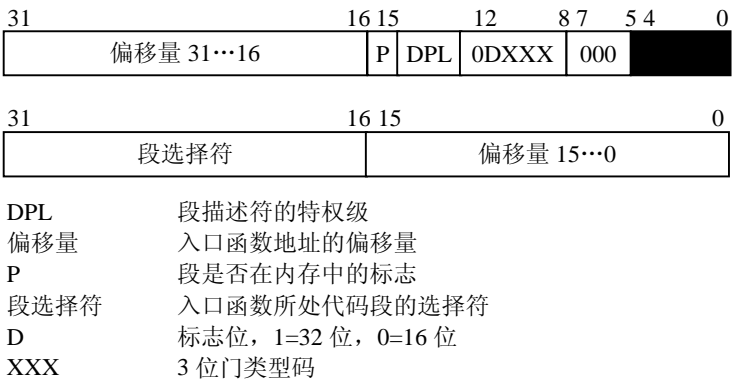 31 16 15 12 8 7 5 4 0
偏移量 31…16 P DPL 0DXXX 000
31 16 15 0
段选择符 偏移量 15…0
DPL 段描述符的特权级
偏移量 入口函数地址的偏移量
P 段是否在内存中的标志
段选择符 入口函数所处代码段的选择符
D 标志位，1=32 位，0=16 位
XXX 3 位门类型码